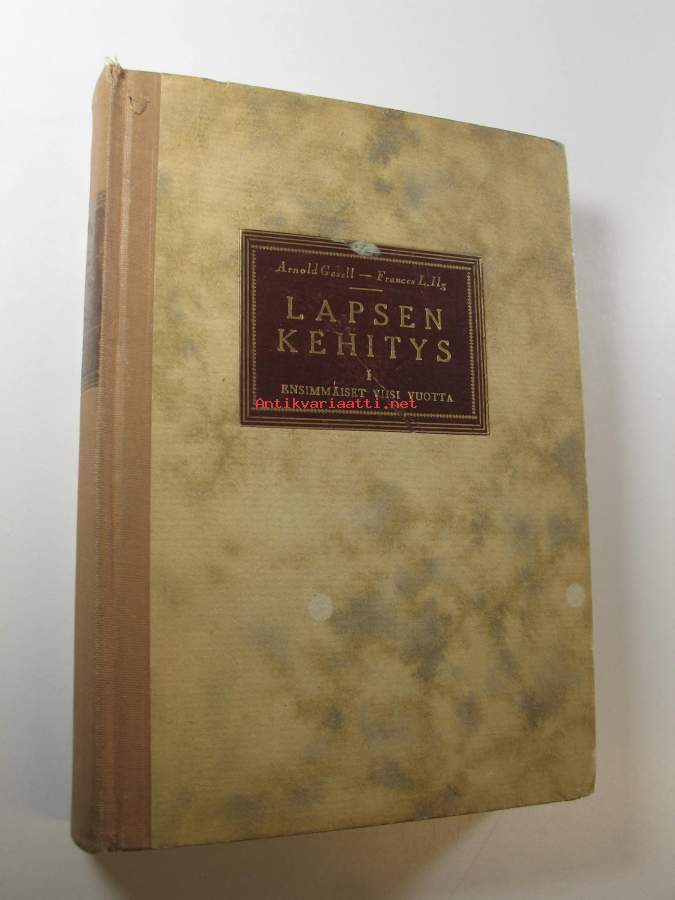 Arnold Gesell — Frances L. Ilg
LAPSEN
KEHITYS
I
ENSIMMÄISET VIISI VUOTTA
Antikvariaatti.net